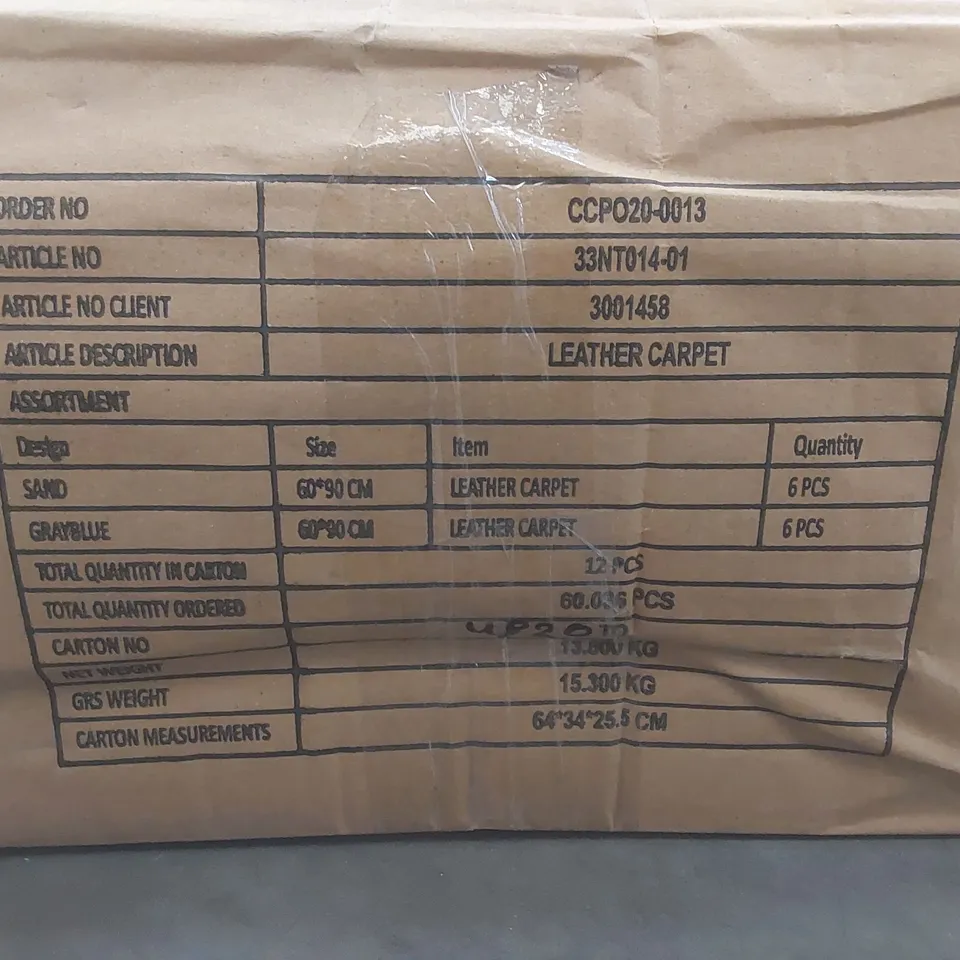 ORDER NO CCPO20-0013
ARTICLE NO 33NT014-01
ARTICLE NO CLIENT 3001458
ARTICLE DESCRIPTION LEATHER CARPET
ASSORTMENT
Design Size Item Quantity
SAND 60*90 CM LEATHER CARPET 6 PCS
GRAYBLUE 60*90 CM LEATHER CARPET 6 PCS
TOTAL QUANTITY IN CARTON 12 PCS
TOTAL QUANTITY ORDERED PCS
CARTON NO
NET WEIGHT KG
GRS WEIGHT 15.300 KG
CARTON MEASUREMENTS 64*34*25.5 CM